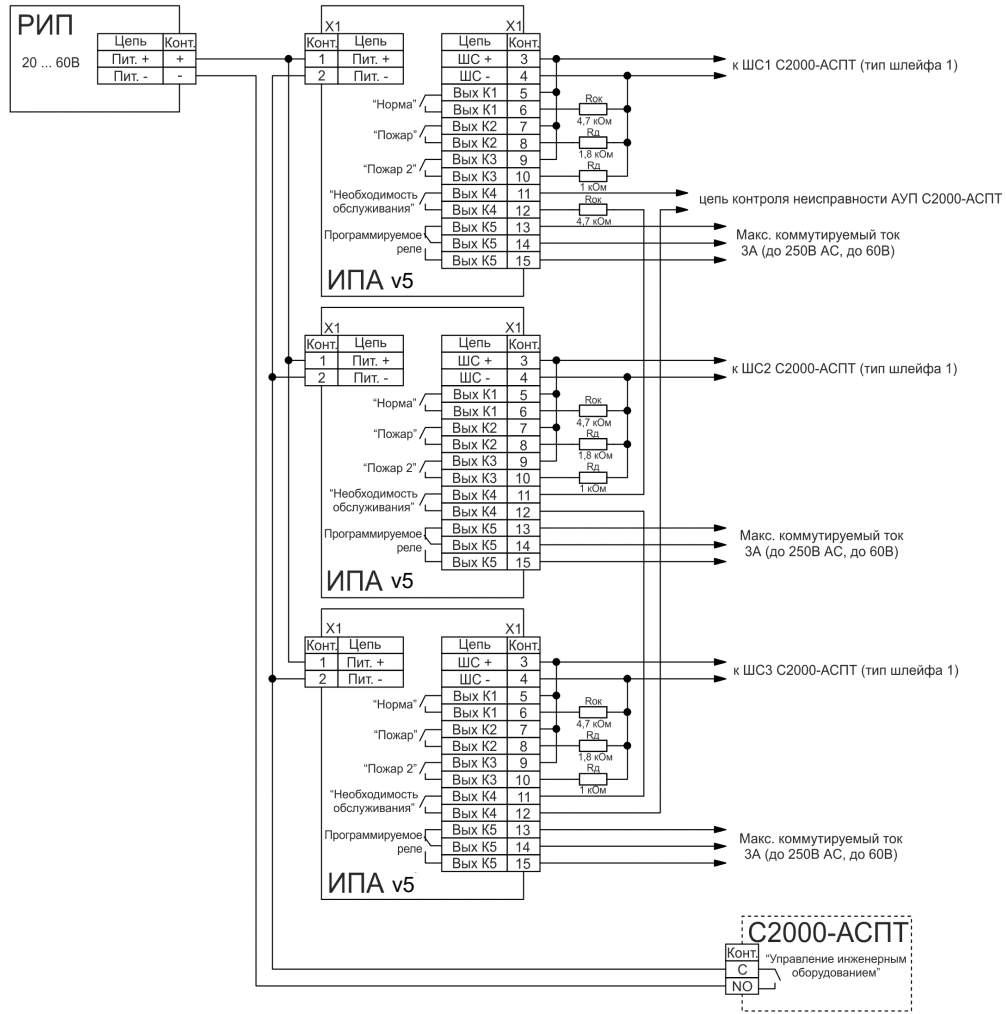 РИП
20 ... 60В
Цепь Конт.
Пит. + +
Пит. - -
X1 X1
Конт. Цепь Цепь Конт.
1 Пит. + ШС + 3
2 Пит. - ШС - 4
Вых К1 5
Вых К1 6
Вых К2 7
Вых К2 8
Вых К3 9
Вых К3 10
Вых К4 11
Вых К4 12
Вых К5 13
Вых К5 14
Вых К5 15
“Норма”
“Пожар”
“Пожар 2”
“Необходимость
обслуживания”
Программируемое
реле
ИПА v5
Rок
4,7 кОм
Rд
1,8 кОм
Rд
1 кОм
Rок
4,7 кОм
к ШС1 С2000-АСПТ (тип шлейфа 1)
цепь контроля неисправности АУП С2000-АСПТ
Макс. коммутируемый ток
3А (до 250В АС, до 60В)
X1 X1
Конт. Цепь Цепь Конт.
1 Пит. + ШС + 3
2 Пит. - ШС - 4
Вых К1 5
Вых К1 6
Вых К2 7
Вых К2 8
Вых К3 9
Вых К3 10
Вых К4 11
Вых К4 12
Вых К5 13
Вых К5 14
Вых К5 15
“Норма”
“Пожар”
“Пожар 2”
“Необходимость
обслуживания”
Программируемое
реле
ИПА v5
Rок
4,7 кОм
Rд
1,8 кОм
Rд
1 кОм
к ШС2 С2000-АСПТ (тип шлейфа 1)
Макс. коммутируемый ток
3А (до 250В АС, до 60В)
X1 X1
Конт. Цепь Цепь Конт.
1 Пит. + ШС + 3
2 Пит. - ШС - 4
Вых К1 5
Вых К1 6
Вых К2 7
Вых К2 8
Вых К3 9
Вых К3 10
Вых К4 11
Вых К4 12
Вых К5 13
Вых К5 14
Вых К5 15
“Норма”
“Пожар”
“Пожар 2”
“Необходимость
обслуживания”
Программируемое
реле
ИПА v5
Rок
4,7 кОм
Rд
1,8 кОм
Rд
1 кОм
к ШС3 С2000-АСПТ (тип шлейфа 1)
Макс. коммутируемый ток
3А (до 250В АС, до 60В)
С2000-АСПТ
Конт.
C
NO
“Управление инженерным
оборудованием”